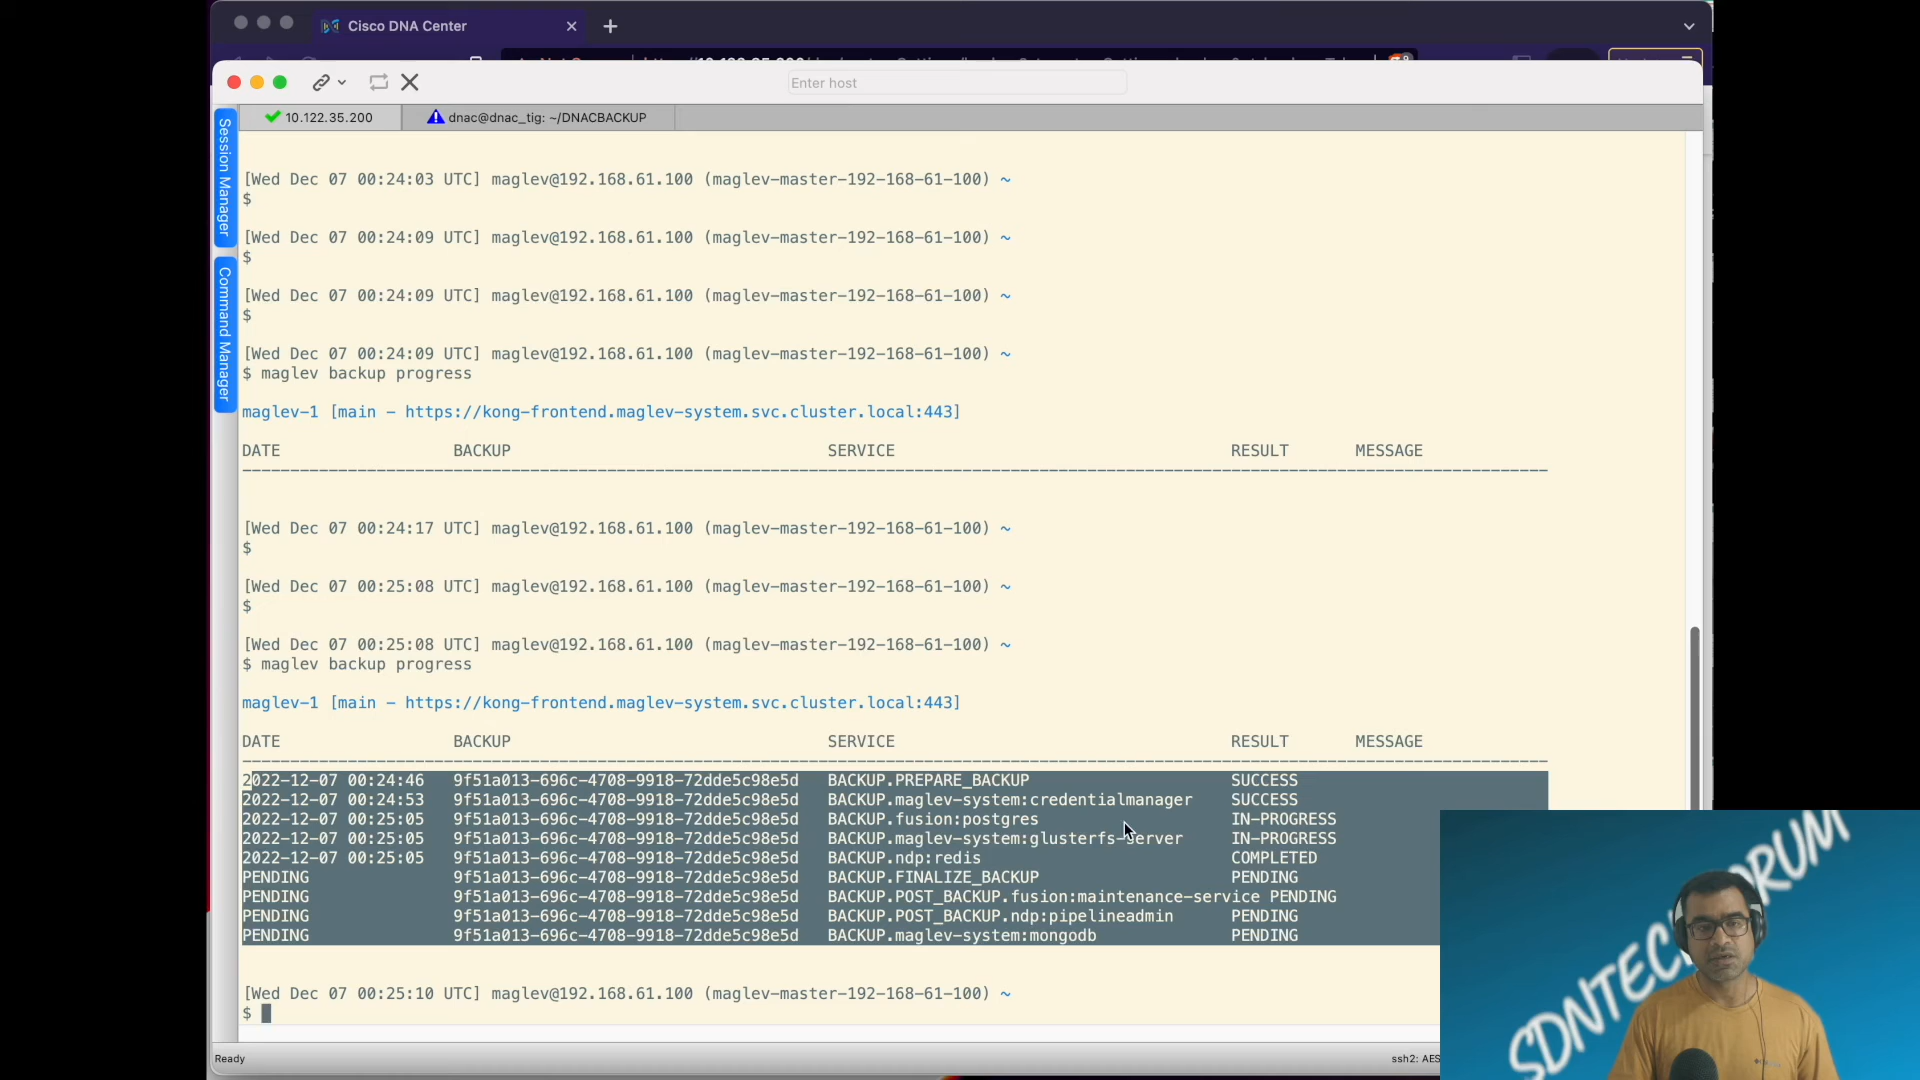 Cisco DNA Center
Enter host
10.122.35.200 dnac@dnac_tig: ~/DNACBACKUP
Session Manager
Command Manager
[Wed Dec 07 00:24:03 UTC] maglev@192.168.61.100 (maglev-master-192-168-61-100) ~
$
[Wed Dec 07 00:24:09 UTC] maglev@192.168.61.100 (maglev-master-192-168-61-100) ~
$
[Wed Dec 07 00:24:09 UTC] maglev@192.168.61.100 (maglev-master-192-168-61-100) ~
$
[Wed Dec 07 00:24:09 UTC] maglev@192.168.61.100 (maglev-master-192-168-61-100) ~
$ maglev backup progress
maglev-1 [main - https://kong-frontend.maglev-system.svc.cluster.local:443]
DATE BACKUP SERVICE RESULT MESSAGE
[Wed Dec 07 00:24:17 UTC] maglev@192.168.61.100 (maglev-master-192-168-61-100) ~
$
[Wed Dec 07 00:25:08 UTC] maglev@192.168.61.100 (maglev-master-192-168-61-100) ~
$
[Wed Dec 07 00:25:08 UTC] maglev@192.168.61.100 (maglev-master-192-168-61-100) ~
$ maglev backup progress
maglev-1 [main - https://kong-frontend.maglev-system.svc.cluster.local:443]
DATE BACKUP SERVICE RESULT MESSAGE
2022-12-07 00:24:46 9f51a013-696c-4708-9918-72dde5c98e5d BACKUP.PREPARE_BACKUP SUCCESS
2022-12-07 00:24:53 9f51a013-696c-4708-9918-72dde5c98e5d BACKUP.maglev-system:credentialmanager SUCCESS
2022-12-07 00:25:05 9f51a013-696c-4708-9918-72dde5c98e5d BACKUP.fusion:postgres IN-PROGRESS
2022-12-07 00:25:05 9f51a013-696c-4708-9918-72dde5c98e5d BACKUP.maglev-system:glusterfs-server IN-PROGRESS
2022-12-07 00:25:05 9f51a013-696c-4708-9918-72dde5c98e5d BACKUP.ndp:redis COMPLETED
PENDING 9f51a013-696c-4708-9918-72dde5c98e5d BACKUP.FINALIZE_BACKUP PENDING
PENDING 9f51a013-696c-4708-9918-72dde5c98e5d BACKUP.POST_BACKUP.fusion:maintenance-service PENDING
PENDING 9f51a013-696c-4708-9918-72dde5c98e5d BACKUP.POST_BACKUP.ndp:pipelineadmin PENDING
PENDING 9f51a013-696c-4708-9918-72dde5c98e5d BACKUP.maglev-system:mongodb PENDING
[Wed Dec 07 00:25:10 UTC] maglev@192.168.61.100 (maglev-master-192-168-61-100) ~
$
Ready ssh2: AES